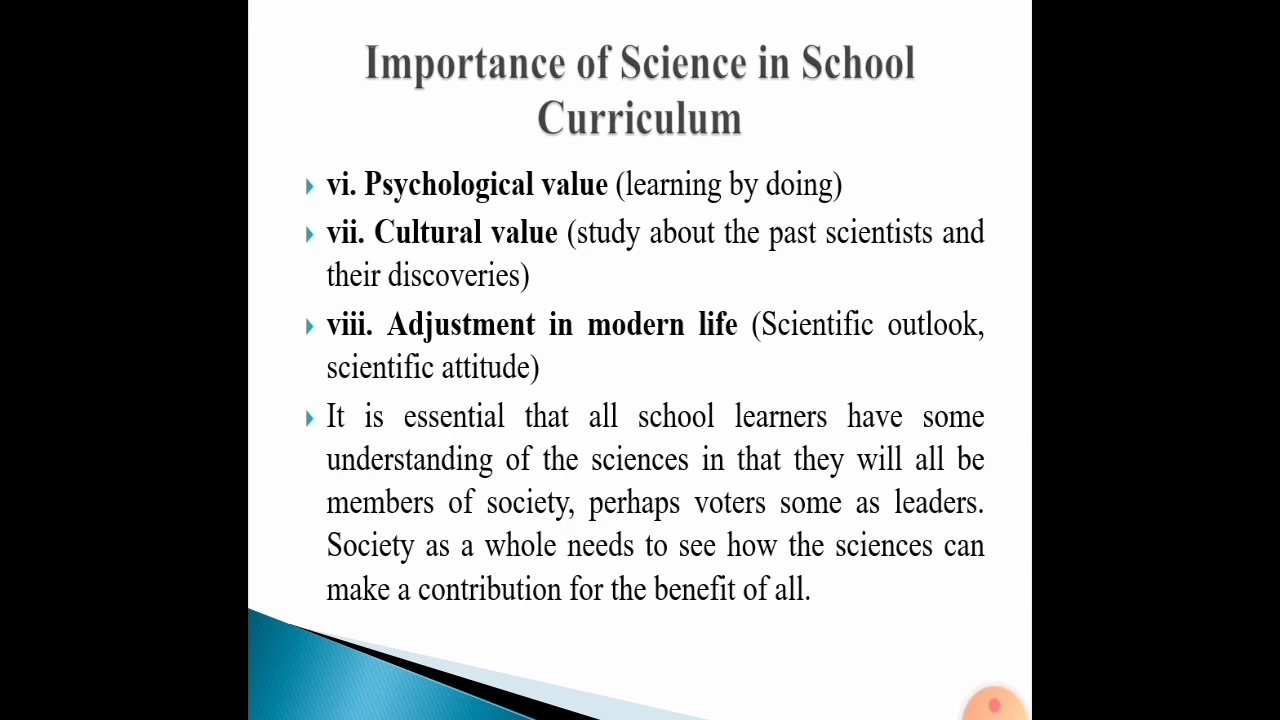 Importance of Science in School
Curriculum
vi. Psychological value (learning by doing)
vii. Cultural value (study about the past scientists and
their discoveries)
viii. Adjustment in modern life (Scientific outlook,
scientific attitude)
It is essential that all school learners have some
understanding of the sciences in that they will all be
members of society, perhaps voters some as leaders.
Society as a whole needs to see how the sciences can
make a contribution for the benefit of all.